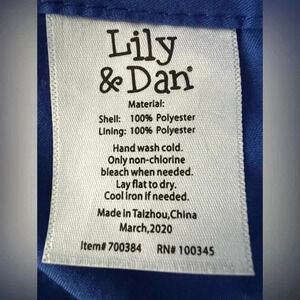 Lily
& Dan®
Material:
Shell: 100% Polyester
Lining: 100% Polyester
Hand wash cold.
Only non-chlorine
bleach when needed.
Lay flat to dry.
Cool iron if needed.
Made in Taizhou,China
March,2020
Item# 700384 RN# 100345